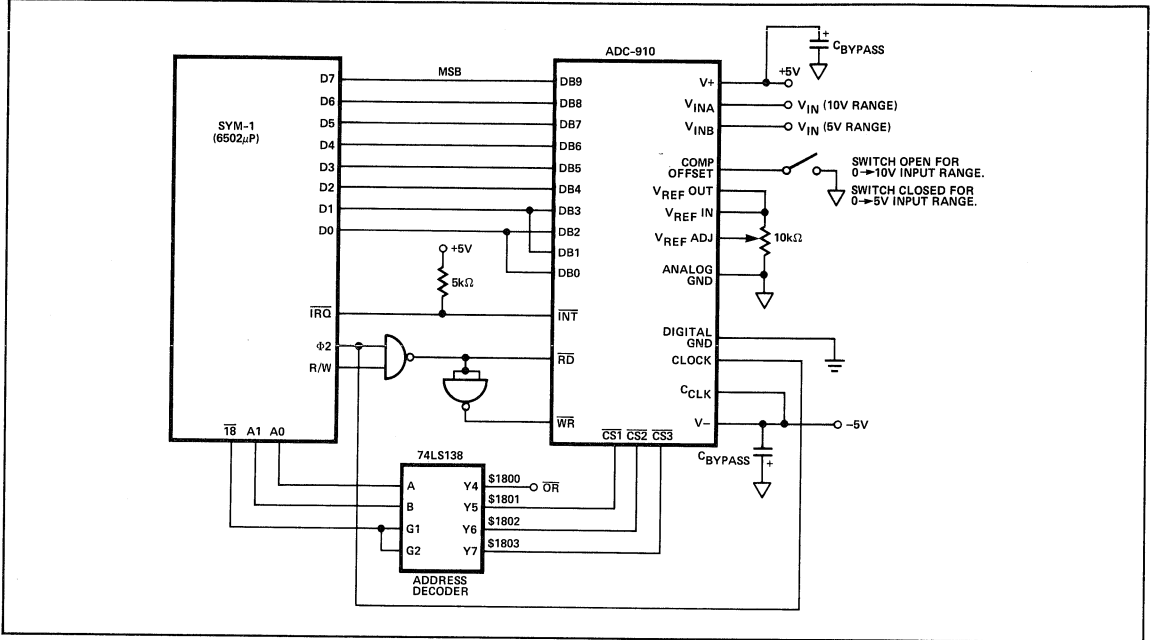 ADC-910
+
C BYPASS
SYM-1
(6502μP)
D7
D6
D5
D4
D3
D2
D1
D0
MSB
DB9
DB8
DB7
DB6
DB5
DB4
DB3
DB2
DB1
DB0
+5V
5kΩ
IRQ
INT
Φ2
R/W
RD
WR
18 A1 A0
V+
+5V
VINA
VIN (10V RANGE)
VINB
VIN (5V RANGE)
COMP
OFFSET
SWITCH OPEN FOR
0→10V INPUT RANGE.
SWITCH CLOSED FOR
0→5V INPUT RANGE.
VREF OUT
VREF IN
VREF ADJ
10kΩ
ANALOG
GND
DIGITAL
GND
CLOCK
CCLK
V−
−5V
CS1 CS2 CS3
CBYPASS
+
74LS138
A
B
G1
G2
Y4
Y5
Y6
Y7
$1800
OR
$1801
$1802
$1803
ADDRESS
DECODER